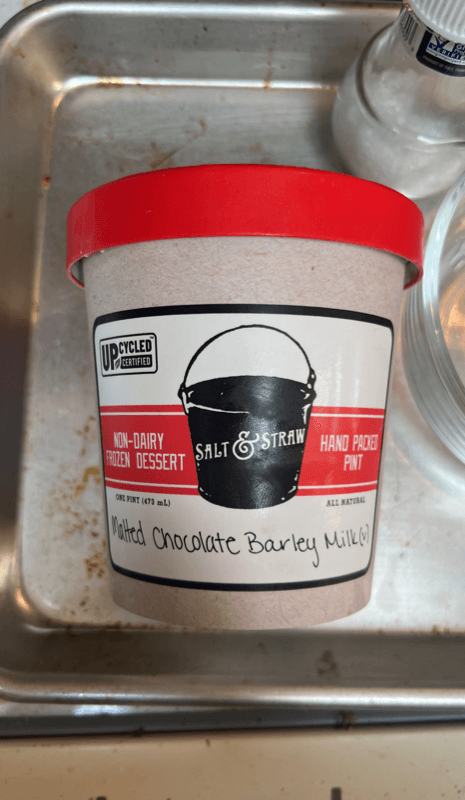 UPCYCLED
CERTIFIED
NON-DAIRY
FROZEN DESSERT
SALT & STRAW
HAND PACKED
PINT
ONE PINT (473 mL)
ALL NATURAL
Malted Chocolate Barley Milk (v)